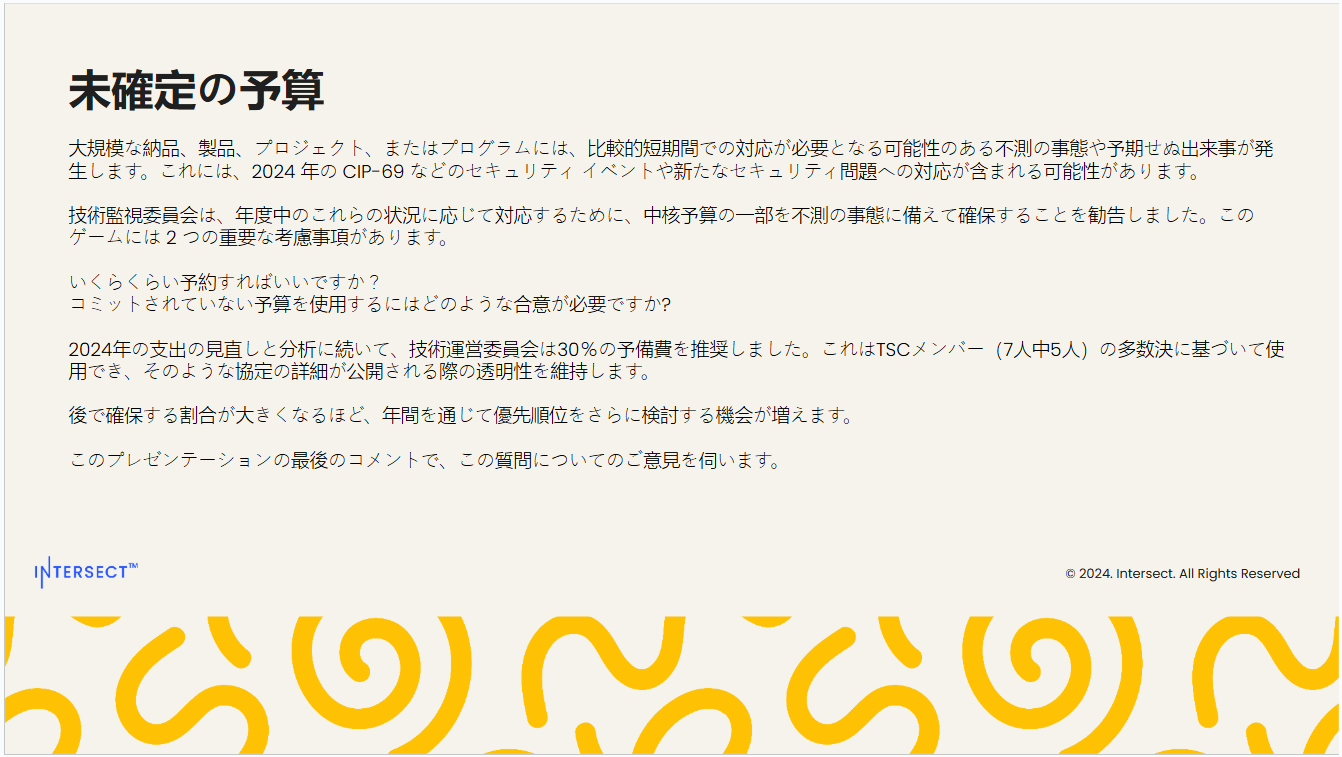 未確定の予算
大規模な納品、製品、プロジェクト、またはプログラムには、比較的短期間での対応が必要となる可能性のある不測の事態や予期せぬ出来事が発
生します。これには、2024 年の CIP-69 などのセキュリティ イベントや新たなセキュリティ問題への対応が含まれる可能性があります。
技術監視委員会は、年度中のこれらの状況に応じて対応するために、中核予算の一部を不測の事態に備えて確保することを勧告しました。この
ゲームには 2 つの重要な考慮事項があります。
いくらくらい予約すればいいですか？
コミットされていない予算を使用するにはどのような合意が必要ですか?
2024年の支出の見直しと分析に続いて、技術運営委員会は30％の予備費を推奨しました。これはTSCメンバー（7人中5人）の多数決に基づいて使
用でき、そのような協定の詳細が公開される際の透明性を維持します。
後で確保する割合が大きくなるほど、年間を通じて優先順位をさらに検討する機会が増えます。
このプレゼンテーションの最後のコメントで、この質問についてのご意見を伺います。
INTERSECT™
© 2024. Intersect. All Rights Reserved